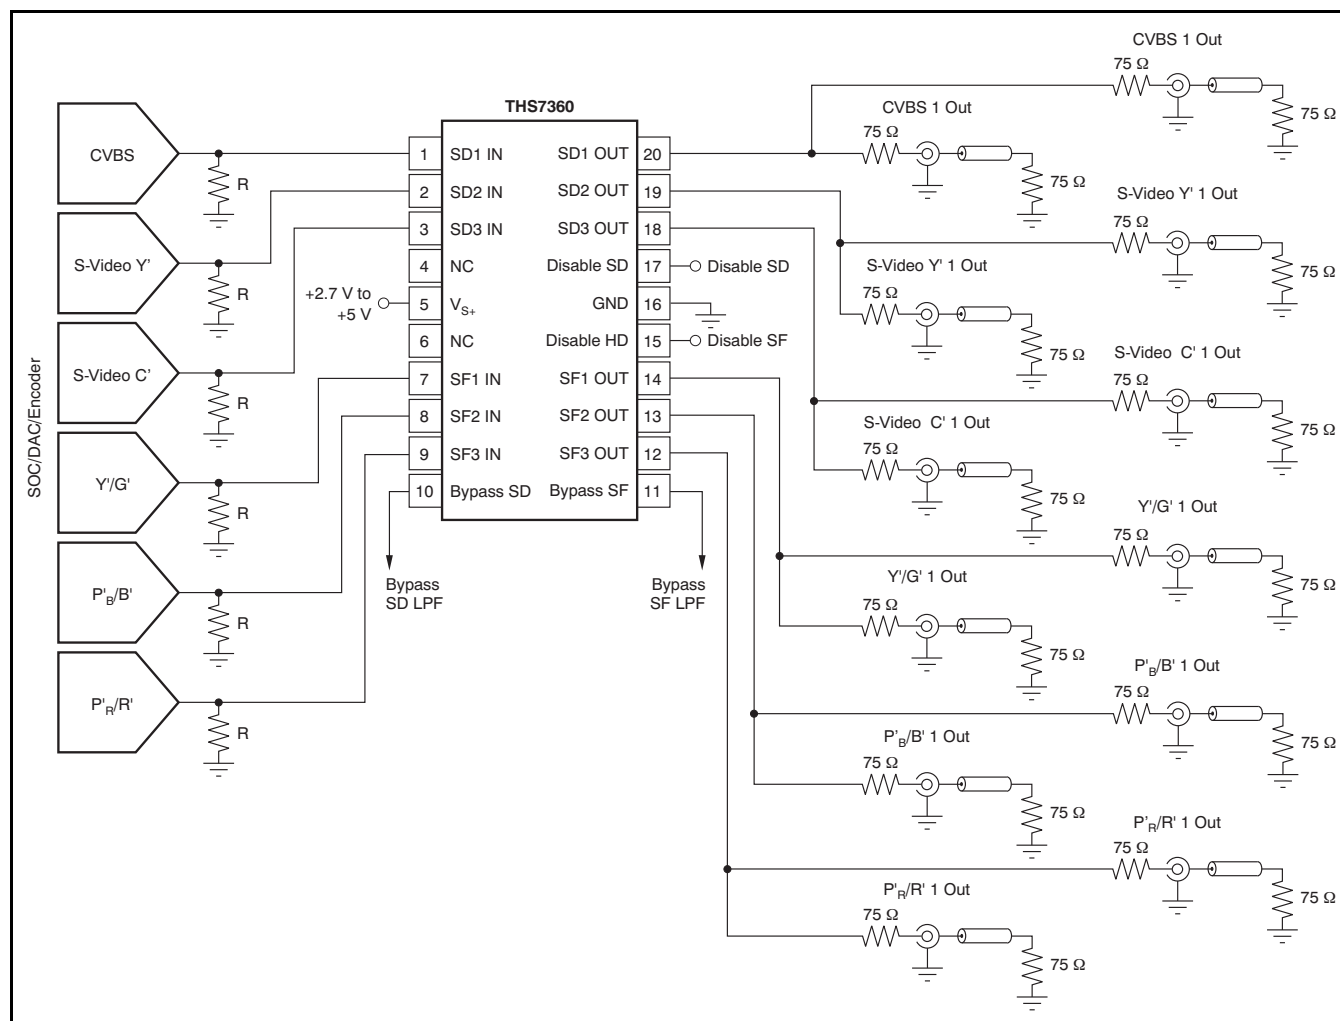 SOC/DAC/Encoder
CVBS
R
S-Video Y'
R
S-Video C'
R
Y'/G'
R
P'B/B'
R
P'R/R'
R
+2.7 V to
+5 V
THS7360
1 SD1 IN
2 SD2 IN
3 SD3 IN
4 NC
5 VS+
6 NC
7 SF1 IN
8 SF2 IN
9 SF3 IN
10 Bypass SD
SD1 OUT 20
SD2 OUT 19
SD3 OUT 18
Disable SD 17
GND 16
Disable HD 15
SF1 OUT 14
SF2 OUT 13
SF3 OUT 12
Bypass SF 11
Disable SD
Disable SF
Bypass
SD LPF
Bypass
SF LPF
CVBS 1 Out
75 Ω
75 Ω
CVBS 1 Out
75 Ω
75 Ω
S-Video Y' 1 Out
75 Ω
75 Ω
S-Video Y' 1 Out
75 Ω
75 Ω
S-Video C' 1 Out
75 Ω
75 Ω
S-Video C' 1 Out
75 Ω
75 Ω
Y'/G' 1 Out
75 Ω
75 Ω
Y'/G' 1 Out
75 Ω
75 Ω
P'B/B' 1 Out
75 Ω
75 Ω
P'B/B' 1 Out
75 Ω
75 Ω
P'R/R' 1 Out
75 Ω
75 Ω
P'R/R' 1 Out
75 Ω
75 Ω